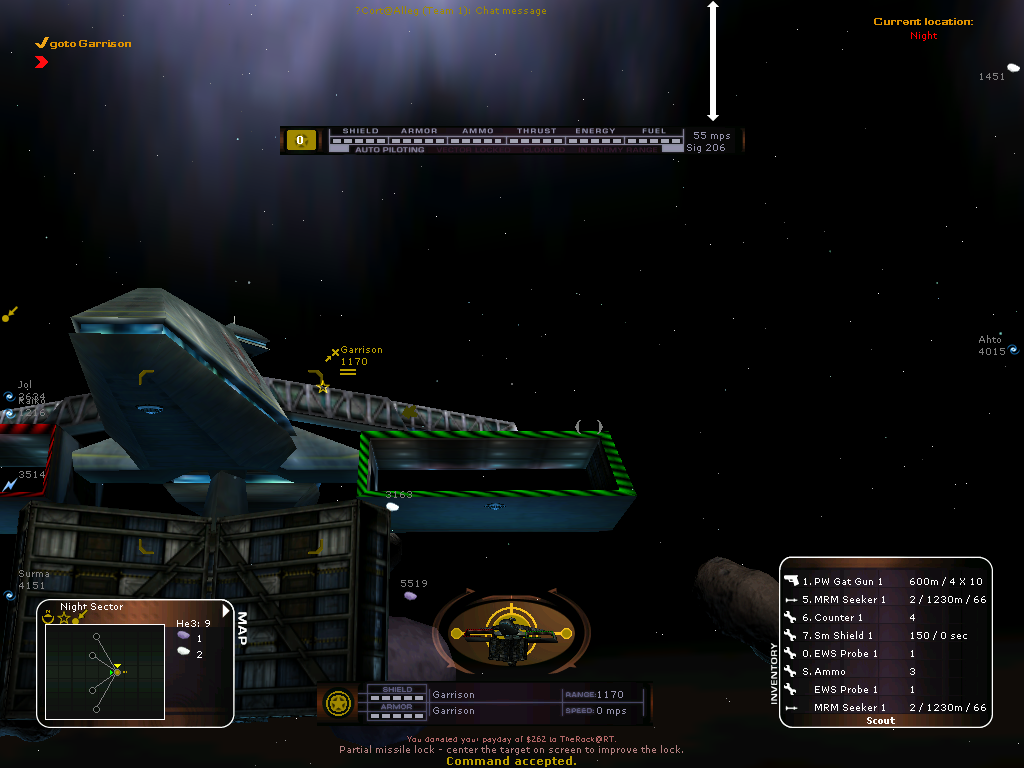 Chat message
goto Garrison
Current location:
Night
1451
SHIELD ARMOR AMMO THRUST ENERGY FUEL
0
55 mps
AUTO PILOTING
Sig 206
Garrison
1170
Ahto
4015
Jol
3514
3163
Surma
4151
5519
Night Sector
He3: 9
1
2
MAP
SHIELD
ARMOR
Garrison
Garrison
RANGE: 1170
SPEED: 0 mps
INVENTORY
1. PW Gat Gun 1 600m / 4 X 10
5. MRM Seeker 1 2 / 1230m / 66
6. Counter 1 4
7. Sm Shield 1 150 / 0 sec
0. EWS Probe 1 1
S. Ammo 3
EWS Probe 1 1
MRM Seeker 1 2 / 1230m / 66
Scout
You donated your payday of $262 to TheRock@RT.
Partial missile lock - center the target on screen to improve the lock.
Command accepted.